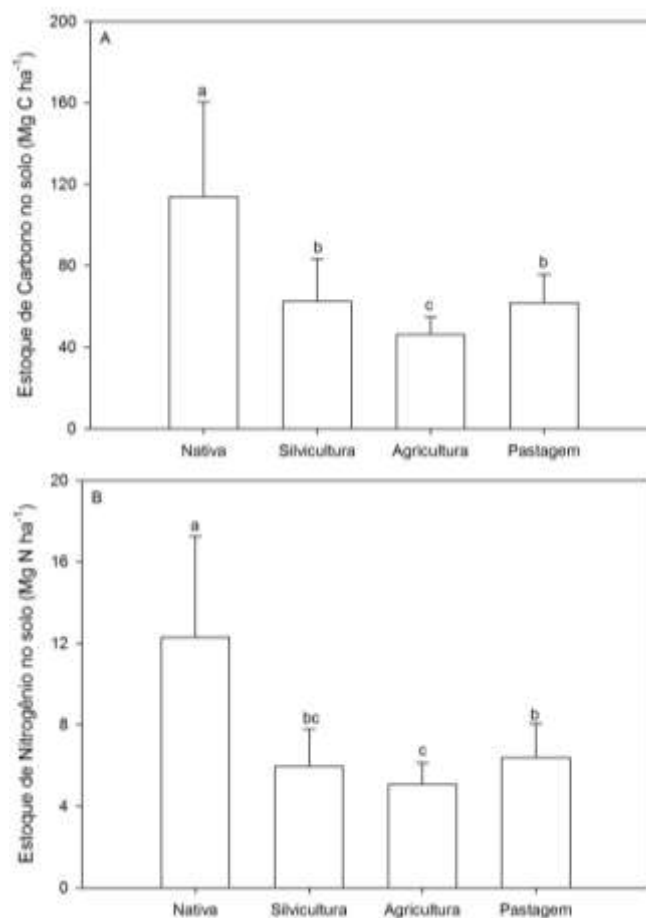 A
Estoque de Carbono no solo (Mg C ha⁻¹)
200
160
120
80
40
0
a
b
c
b
Nativa Silvicultura Agricultura Pastagem
B
Estoque de Nitrogênio no solo (Mg N ha⁻¹)
20
16
12
8
4
0
a
bc
c
b
Nativa Silvicultura Agricultura Pastagem